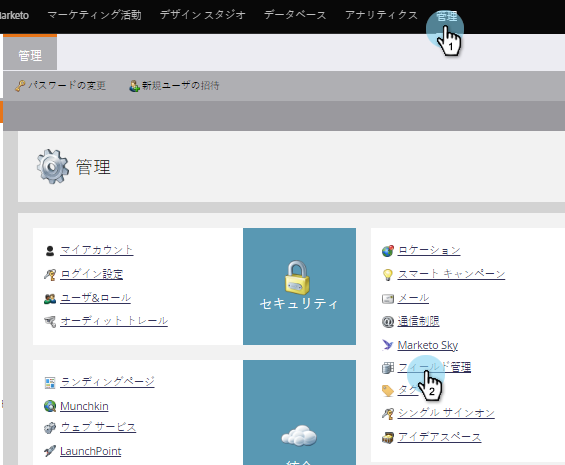 Marketo マーケティング活動 デザイン スタジオ データベース アナリティクス 管理
1
管理
パスワードの変更 新規ユーザの招待
管理
マイアカウント
ログイン設定
ユーザ&ロール
オーディット トレール
セキュリティ
ロケーション
スマート キャンペーン
メール
通信制限
Marketo Sky
フィールド管理
2
タグ
シングル サインオン
アイデアスペース
ランディングページ
Munchkin
ウェブ サービス
LaunchPoint
統合